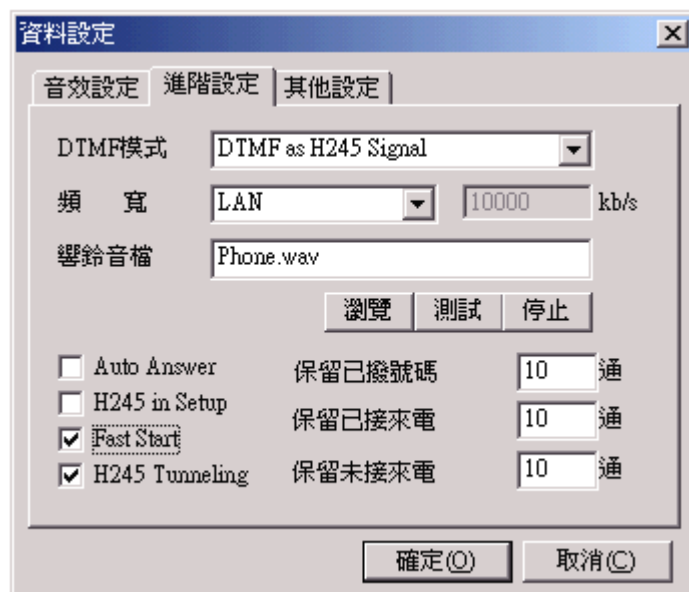 資料設定
音效設定 進階設定 其他設定
DTMF模式 DTMF as H245 Signal
頻 寬 LAN 10000 kb/s
響鈴音檔 Phone.wav
瀏覽 測試 停止
Auto Answer 保留已撥號碼 10 通
H245 in Setup 保留已接來電 10 通
Fast Start
H245 Tunneling 保留未接來電 10 通
確定(O) 取消(C)